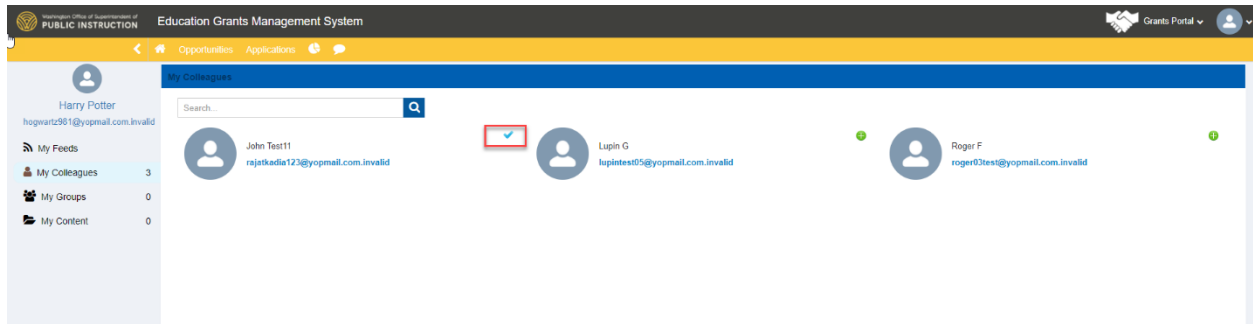 Washington Office of Superintendent of
PUBLIC INSTRUCTION
Education Grants Management System
Grants Portal
Opportunities Applications
Harry Potter
hogwartz981@yopmail.com.invalid
My Feeds
My Colleagues 3
My Groups 0
My Content 0
My Colleagues
Search...
John Test11
rajatkadia123@yopmail.com.invalid
Lupin G
lupintest05@yopmail.com.invalid
Roger F
roger03test@yopmail.com.invalid